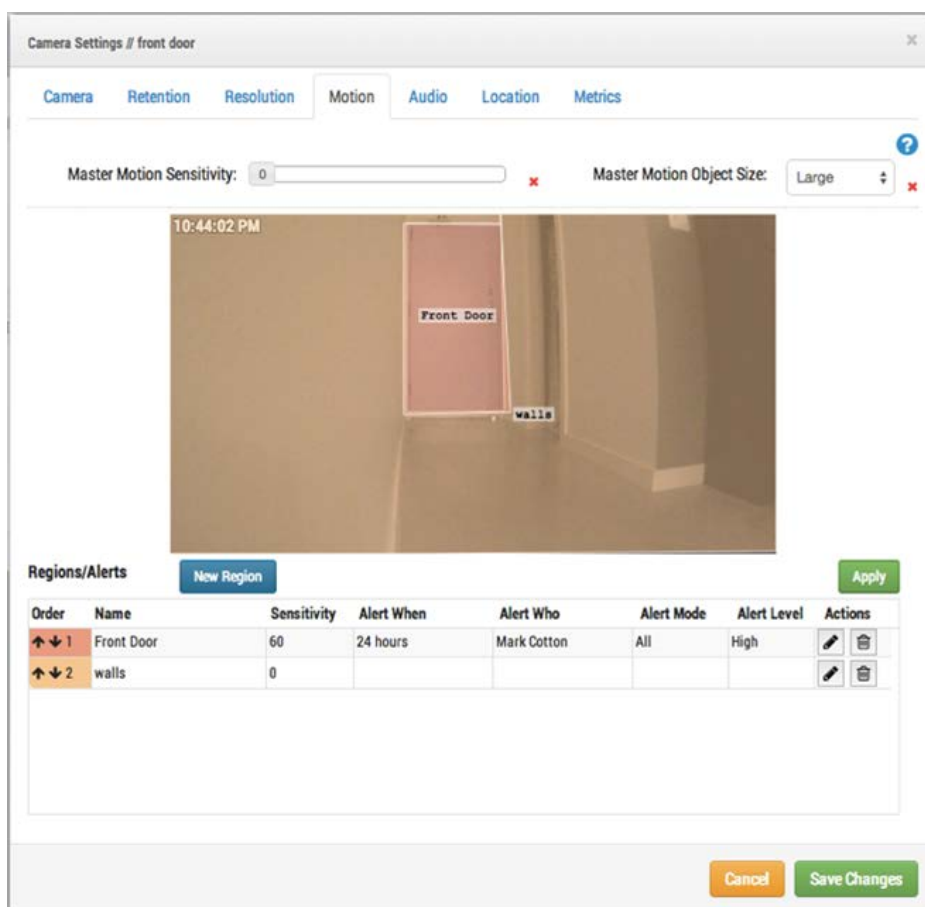 Camera Settings // front door
×
Camera Retention Resolution Motion Audio Location Metrics
?
Master Motion Sensitivity: 0 Master Motion Object Size: Large
10:44:02 PM
Front Door
walls
Regions/Alerts New Region Apply
Order Name Sensitivity Alert When Alert Who Alert Mode Alert Level Actions
1 Front Door 60 24 hours Mark Cotton All High
2 walls 0
Cancel Save Changes